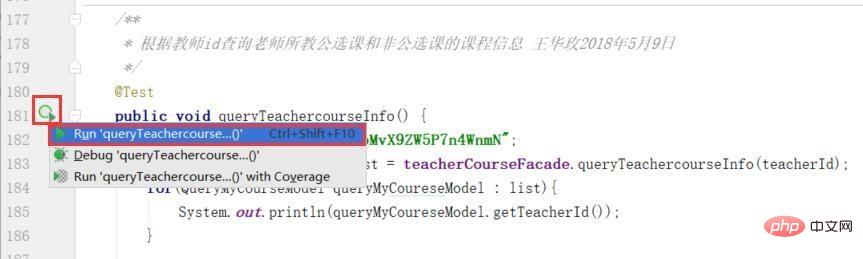 177 /**
178 * 根据教师id查询老师所教公选课和非公选课的课程信息 王华玫2018年5月9日
179 */
180 @Test
181 public void queryTeachercourseInfo() {
Run 'queryTeachercourse...()' Ctrl+Shift+F10
182 MvX9ZW5P7n4WnmN";
Debug 'queryTeachercourse...()'
183 st = teacherCourseFacade.queryTeachercourseInfo(teacherId);
Run 'queryTeachercourse...()' with Coverage
184 for(QueryMyCourseModel queryMyCoureseModel : list){
185 System.out.println(queryMyCoureseModel.getTeacherId());
186 }
php 中文网